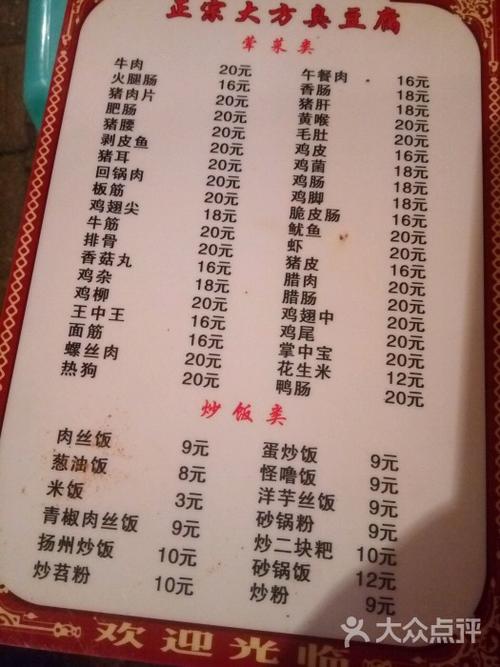 正宗大方臭豆腐
荤菜类
牛肉 20元 午餐肉 16元
火腿肠 16元 香肠 18元
猪肉片 20元 猪肝 18元
肥肠 20元 黄喉 20元
猪腰 20元 毛肚 20元
剥皮鱼 20元 鸡皮 18元
猪耳 20元 鸡菌 18元
回锅肉 20元 鸡肠 18元
板筋 20元 鸡脚 18元
鸡翅尖 18元 脆皮肠 16元
牛筋 20元 鱿鱼 20元
排骨 20元 虾 20元
香菇丸 16元 猪皮 16元
鸡杂 18元 腊肉 20元
鸡柳 20元 腊肠 20元
王中王 16元 鸡翅中 20元
面筋 16元 鸡尾 20元
螺丝肉 20元 掌中宝 20元
热狗 20元 花生米 12元
鸭肠 20元
炒饭类
肉丝饭 9元 蛋炒饭 9元
葱油饭 8元 怪噜饭 9元
米饭 3元 洋芋丝饭 9元
青椒肉丝饭 9元 砂锅粉 9元
扬州炒饭 10元 炒二块粑 10元
炒苕粉 10元 砂锅饭 12元
炒粉 9元
欢迎光临
大众点评